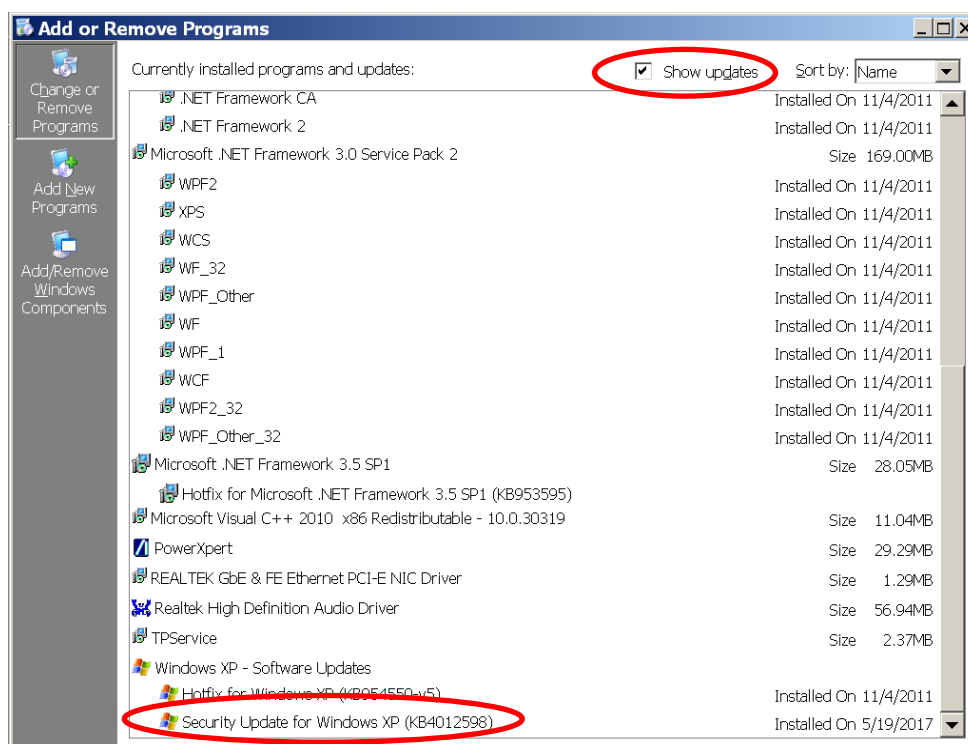 Add or Remove Programs
Change or
Remove
Programs
Add New
Programs
Add/Remove
Windows
Components
Currently installed programs and updates:
Show updates
Sort by: Name
.NET Framework CA Installed On 11/4/2011
.NET Framework 2 Installed On 11/4/2011
Microsoft .NET Framework 3.0 Service Pack 2 Size 169.00MB
WPF2 Installed On 11/4/2011
XPS Installed On 11/4/2011
WCS Installed On 11/4/2011
WF_32 Installed On 11/4/2011
WPF_Other Installed On 11/4/2011
WF Installed On 11/4/2011
WPF_1 Installed On 11/4/2011
WCF Installed On 11/4/2011
WPF2_32 Installed On 11/4/2011
WPF_Other_32 Installed On 11/4/2011
Microsoft .NET Framework 3.5 SP1 Size 28.05MB
Hotfix for Microsoft .NET Framework 3.5 SP1 (KB953595)
Microsoft Visual C++ 2010 x86 Redistributable - 10.0.30319 Size 11.04MB
PowerXpert Size 29.29MB
REALTEK GbE & FE Ethernet PCI-E NIC Driver Size 1.29MB
Realtek High Definition Audio Driver Size 56.94MB
TPService Size 2.37MB
Windows XP - Software Updates
Hotfix for Windows XP (KB954550-v5) Installed On 11/4/2011
Security Update for Windows XP (KB4012598) Installed On 5/19/2017